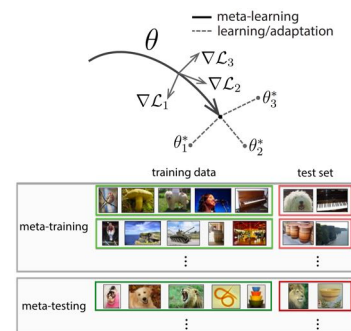 meta-learning
learning/adaptation
θ
∇ℒ₃
∇ℒ₂
∇ℒ₁
θ₃*
θ₁*
θ₂*
training data
test set
meta-training
⋮
⋮
meta-testing
⋮
⋮